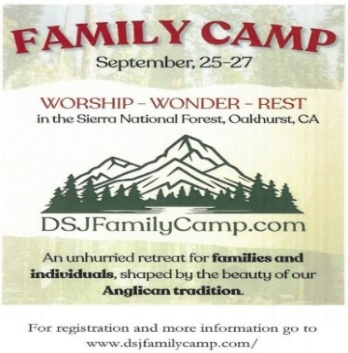 FAMILY CAMP
September, 25-27
WORSHIP - WONDER - REST
in the Sierra National Forest, Oakhurst, CA
DSJFamilyCamp.com
An unhurried retreat for families and
individuals, shaped by the beauty of our
Anglican tradition.
For registration and more information go to
www.dsjfamilycamp.com/